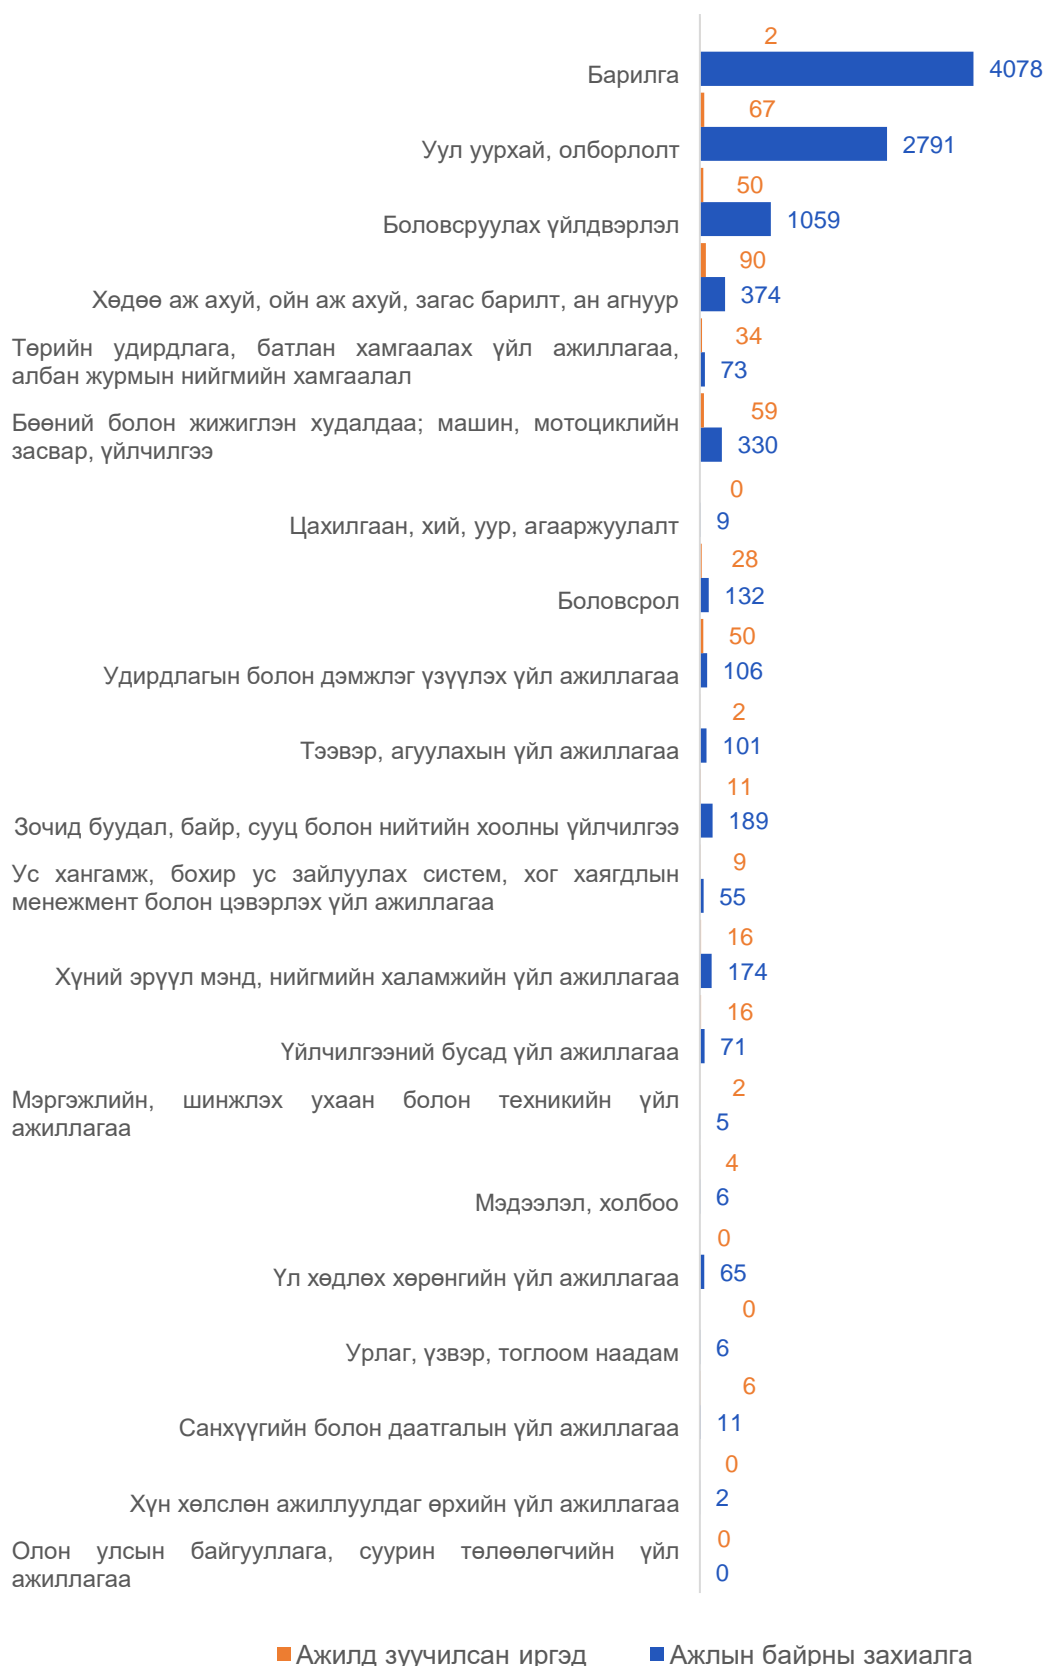 2
Барилга 4078
67
Уул уурхай, олборлолт 2791
50
Боловсруулах үйлдвэрлэл 1059
90
Хөдөө аж ахуй, ойн аж ахуй, загас барилт, ан агнуур 374
34
Төрийн удирдлага, батлан хамгаалах үйл ажиллагаа,
албан журмын нийгмийн хамгаалал 73
59
Бөөний болон жижиглэн худалдаа; машин, мотоциклийн
засвар, үйлчилгээ 330
0
Цахилгаан, хий, уур, агааржуулалт 9
28
Боловсрол 132
50
Удирдлагын болон дэмжлэг үзүүлэх үйл ажиллагаа 106
2
Тээвэр, агуулахын үйл ажиллагаа 101
11
Зочид буудал, байр, сууц болон нийтийн хоолны үйлчилгээ 189
9
Ус хангамж, бохир ус зайлуулах систем, хог хаягдлын
менежмент болон цэвэрлэх үйл ажиллагаа 55
16
Хүний эрүүл мэнд, нийгмийн халамжийн үйл ажиллагаа 174
16
Үйлчилгээний бусад үйл ажиллагаа 71
2
Мэргэжлийн, шинжлэх ухаан болон техникийн үйл
ажиллагаа 5
4
Мэдээлэл, холбоо 6
0
Үл хөдлөх хөрөнгийн үйл ажиллагаа 65
0
Урлаг, үзвэр, тоглоом наадам 6
6
Санхүүгийн болон даатгалын үйл ажиллагаа 11
0
Хүн хөлслөн ажиллуулдаг өрхийн үйл ажиллагаа 2
0
Олон улсын байгууллага, суурин төлөөлөгчийн үйл
ажиллагаа 0
Ажилд зуучилсан иргэд Ажлын байрны захиалга